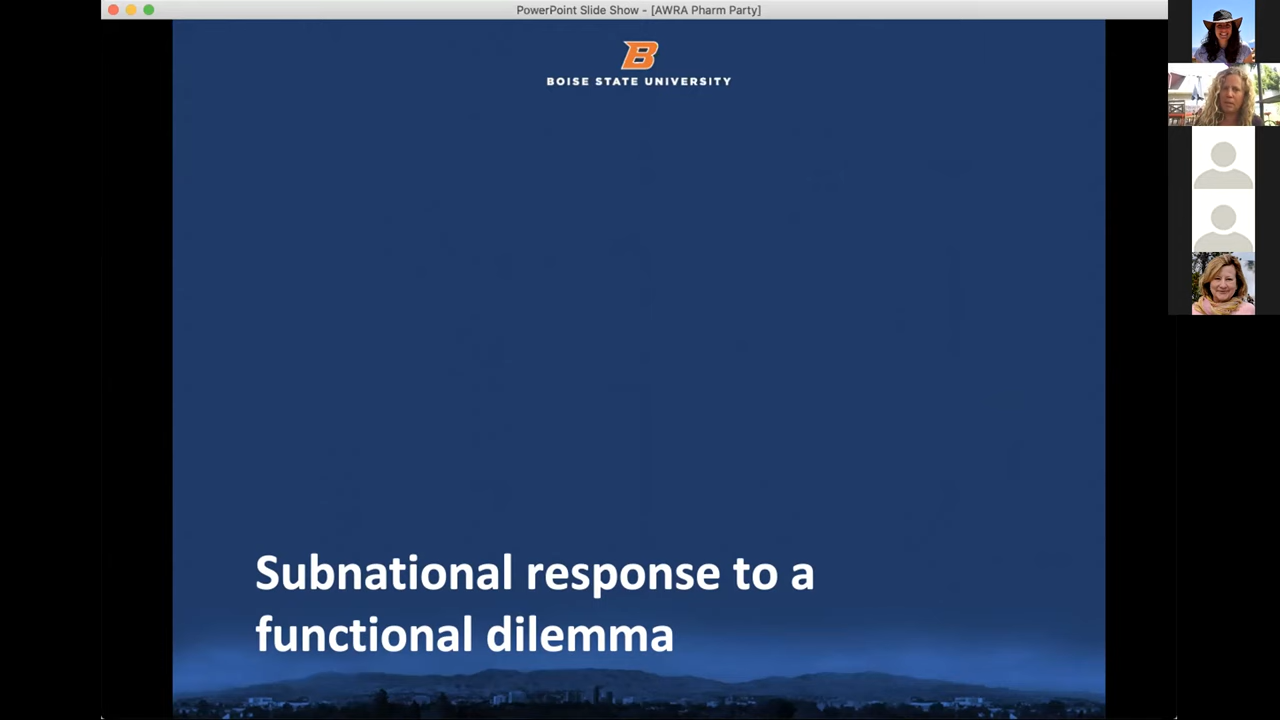 PowerPoint Slide Show - [AWRA Pharm Party]
B
BOISE STATE UNIVERSITY
Subnational response to a
functional dilemma